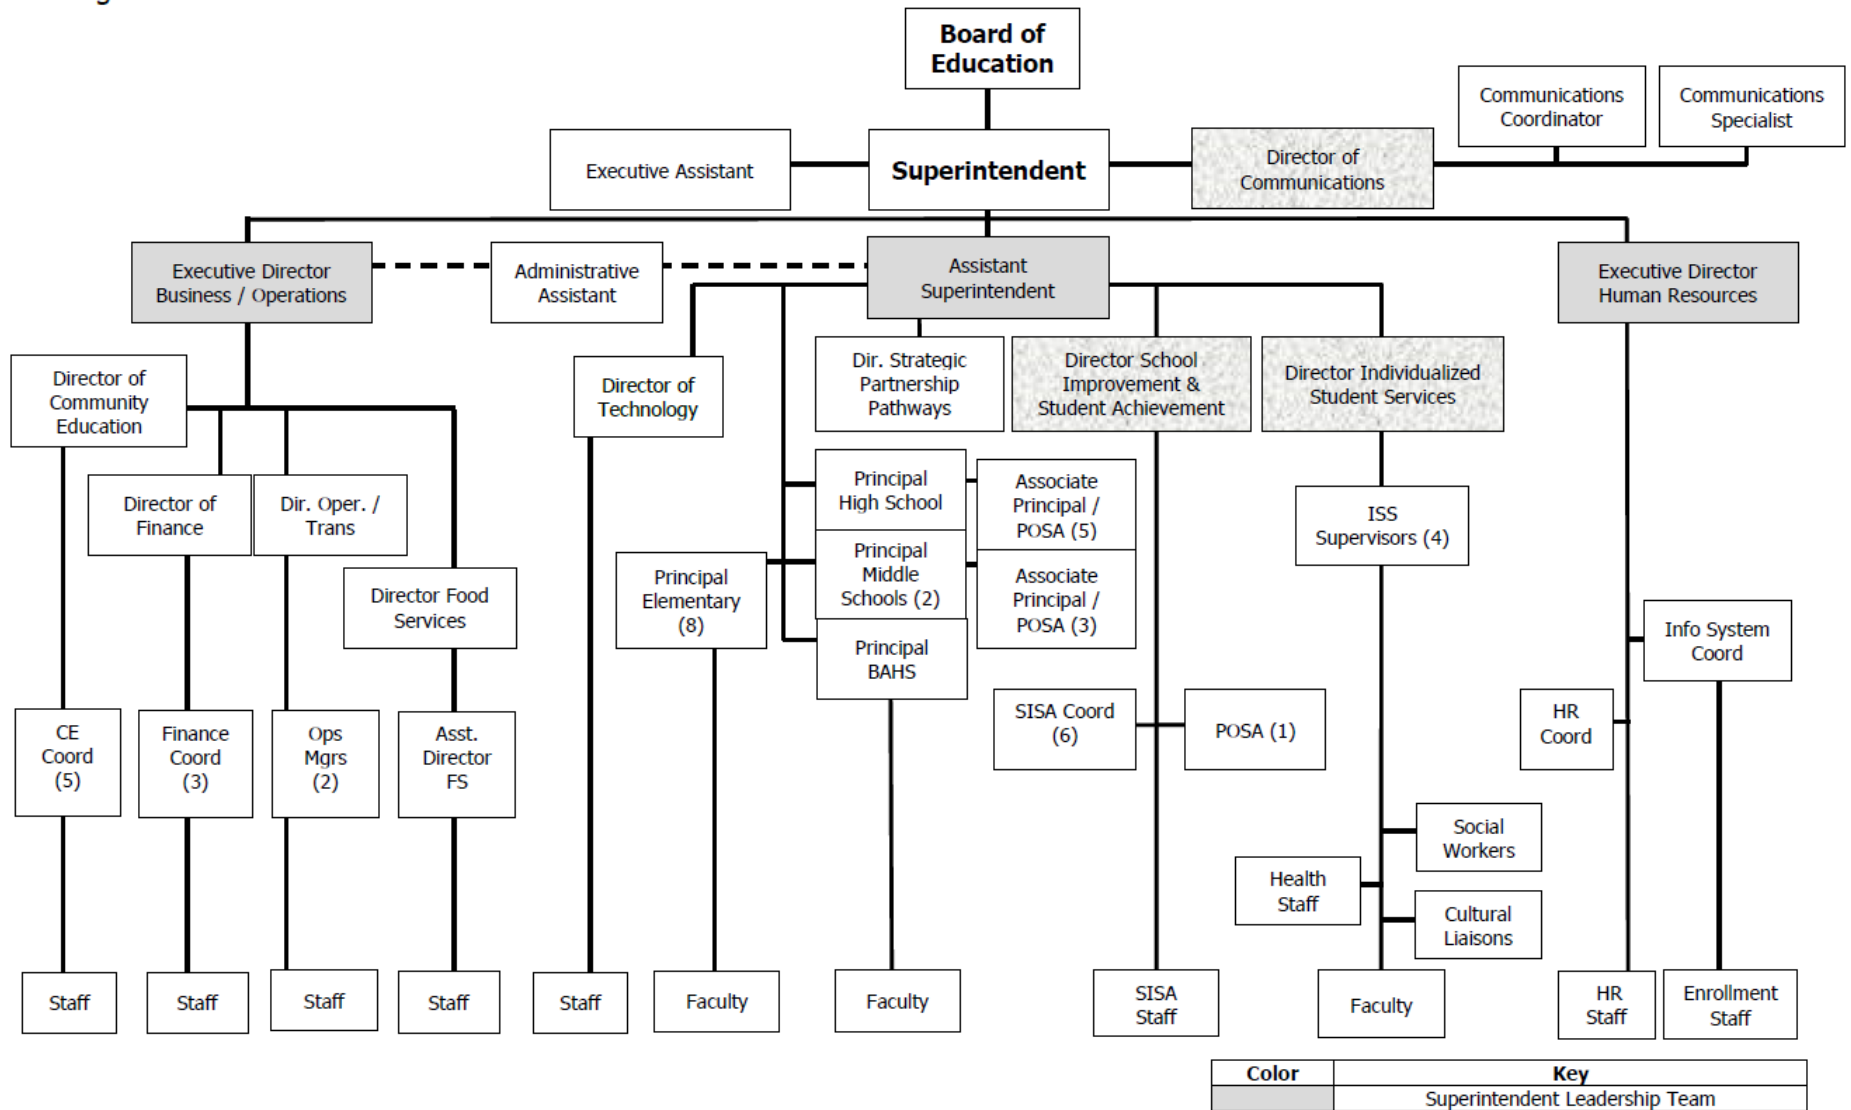 Board of
Education
Communications
Coordinator
Communications
Specialist
Executive Assistant
Superintendent
Director of
Communications
Executive Director
Business / Operations
Administrative
Assistant
Assistant
Superintendent
Executive Director
Human Resources
Director of
Community
Education
Director of
Technology
Dir. Strategic
Partnership
Pathways
Director School
Improvement &
Student Achievement
Director Individualized
Student Services
Director of
Finance
Dir. Oper. /
Trans
Principal
High School
Associate
Principal /
POSA (5)
ISS
Supervisors (4)
Director Food
Services
Principal
Elementary
(8)
Principal
Middle
Schools (2)
Associate
Principal /
POSA (3)
Principal
BAHS
Info System
Coord
CE
Coord
(5)
Finance
Coord
(3)
Ops
Mgrs
(2)
Asst.
Director
FS
SISA Coord
(6)
POSA (1)
HR
Coord
Social
Workers
Health
Staff
Cultural
Liaisons
Staff
Staff
Staff
Staff
Staff
Faculty
Faculty
SISA
Staff
Faculty
HR
Staff
Enrollment
Staff
Color Key
Superintendent Leadership Team